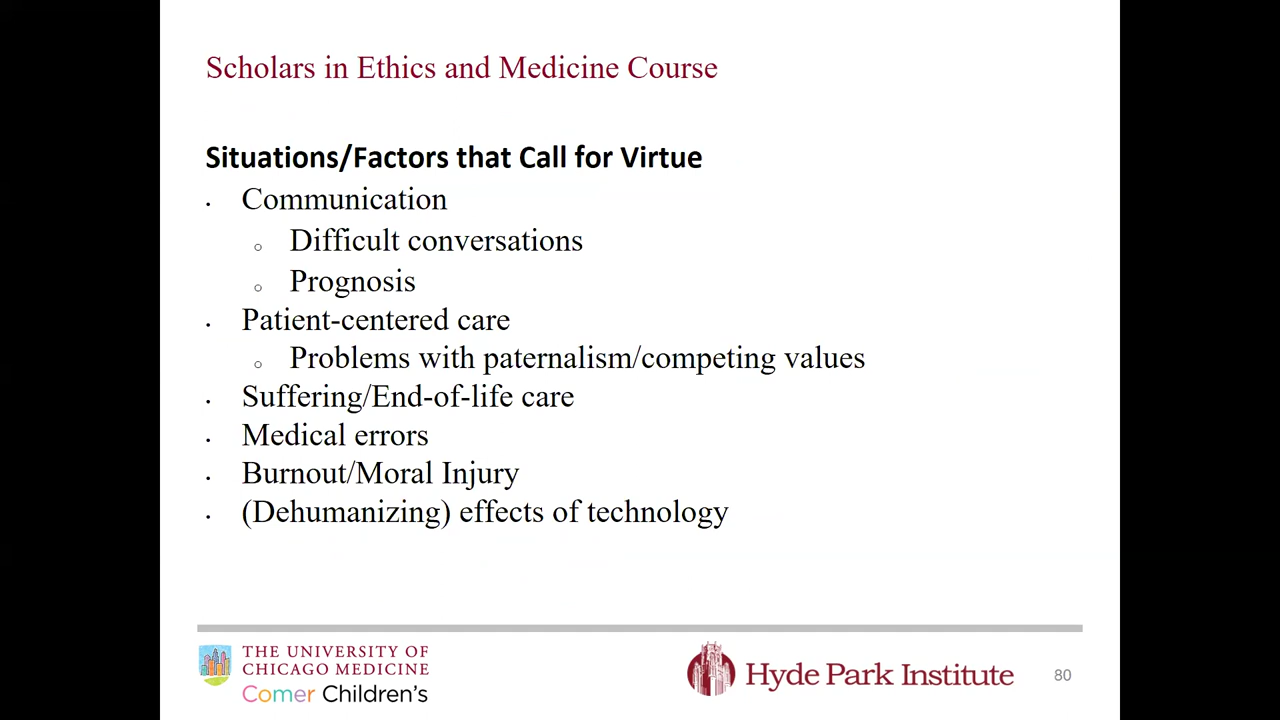 Scholars in Ethics and Medicine Course
Situations/Factors that Call for Virtue
• Communication
o Difficult conversations
o Prognosis
• Patient-centered care
o Problems with paternalism/competing values
• Suffering/End-of-life care
• Medical errors
• Burnout/Moral Injury
• (Dehumanizing) effects of technology
THE UNIVERSITY OF
CHICAGO MEDICINE
Comer Children's
Hyde Park Institute
80